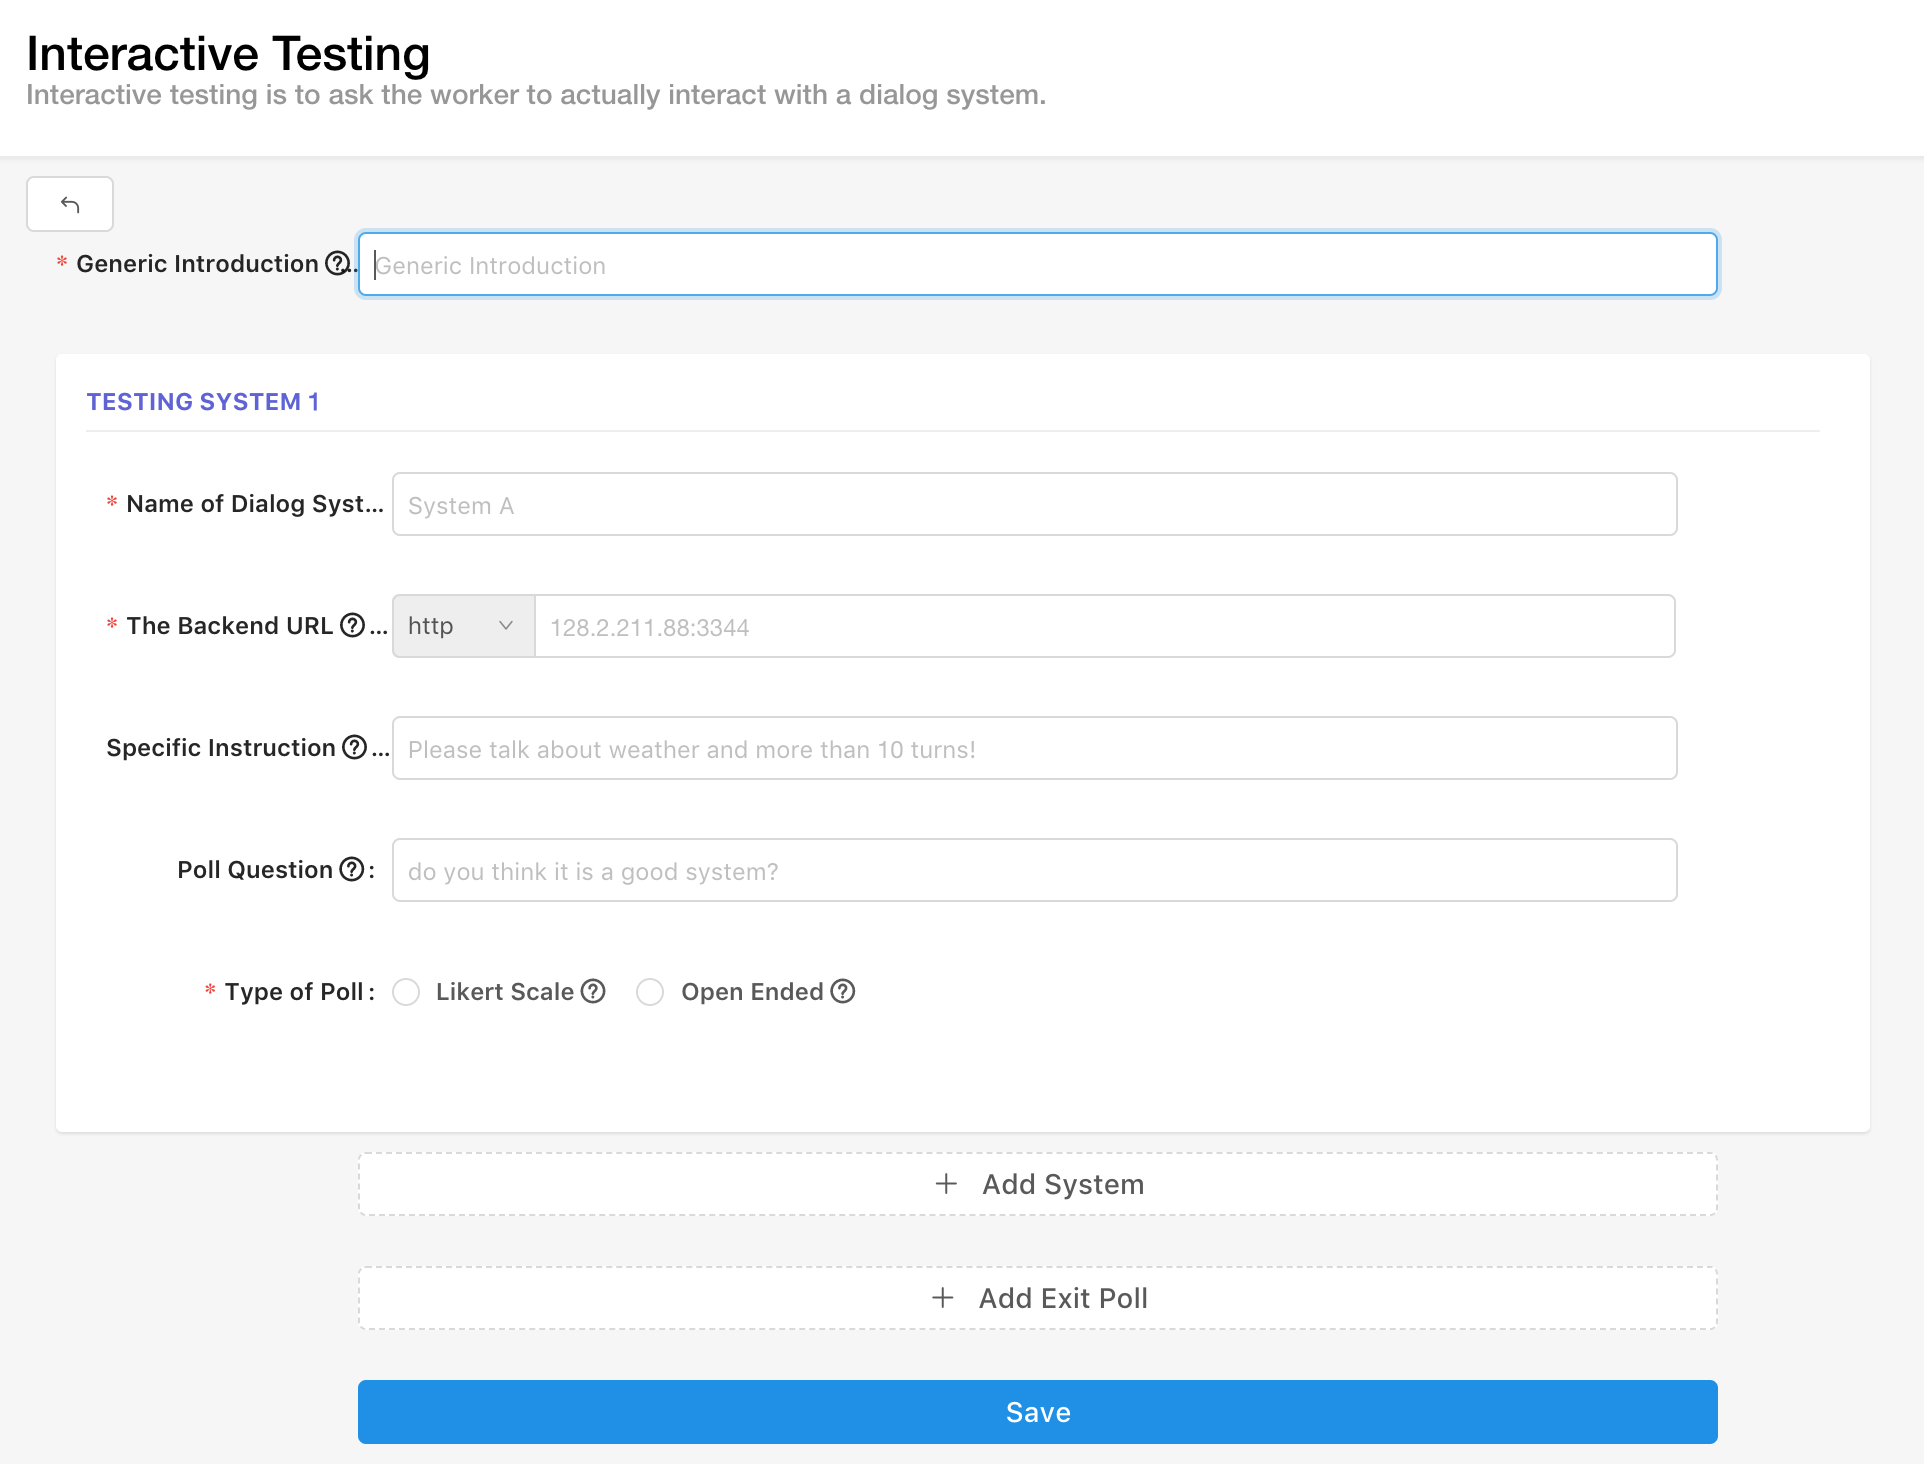 Interactive Testing
Interactive testing is to ask the worker to actually interact with a dialog system.
* Generic Introduction ?... Generic Introduction
TESTING SYSTEM 1
* Name of Dialog Syst... System A
* The Backend URL ? ... http 128.2.211.88:3344
Specific Instruction ? ... Please talk about weather and more than 10 turns!
Poll Question ? : do you think it is a good system?
* Type of Poll : Likert Scale ? Open Ended ?
+ Add System
+ Add Exit Poll
Save